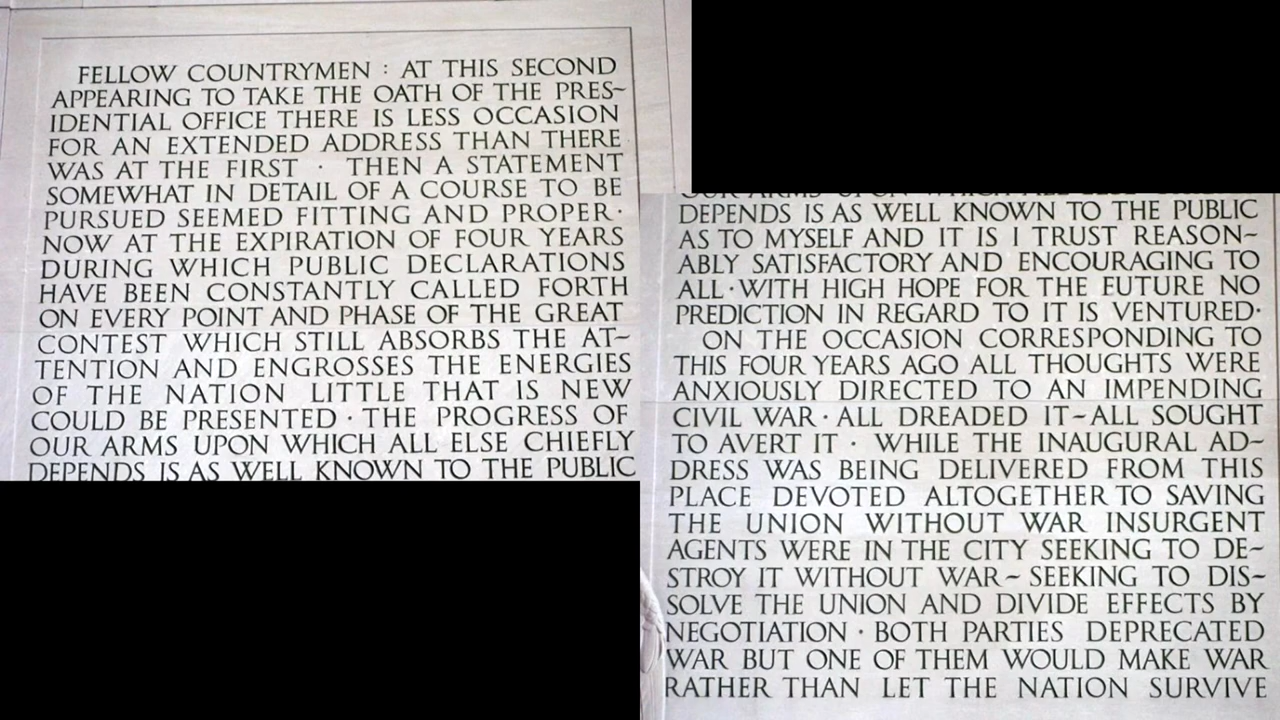 FELLOW COUNTRYMEN : AT THIS SECOND
APPEARING TO TAKE THE OATH OF THE PRES~
IDENTIAL OFFICE THERE IS LESS OCCASION
FOR AN EXTENDED ADDRESS THAN THERE
WAS AT THE FIRST · THEN A STATEMENT
SOMEWHAT IN DETAIL OF A COURSE TO BE
PURSUED SEEMED FITTING AND PROPER·
NOW AT THE EXPIRATION OF FOUR YEARS
DURING WHICH PUBLIC DECLARATIONS
HAVE BEEN CONSTANTLY CALLED FORTH
ON EVERY POINT AND PHASE OF THE GREAT
CONTEST WHICH STILL ABSORBS THE AT~
TENTION AND ENGROSSES THE ENERGIES
OF THE NATION LITTLE THAT IS NEW
COULD BE PRESENTED · THE PROGRESS OF
OUR ARMS UPON WHICH ALL ELSE CHIEFLY
DEPENDS IS AS WELL KNOWN TO THE PUBLIC
OUR ARMS UPON WHICH ALL ELSE
DEPENDS IS AS WELL KNOWN TO THE PUBLIC
AS TO MYSELF AND IT IS I TRUST REASON~
ABLY SATISFACTORY AND ENCOURAGING TO
ALL·WITH HIGH HOPE FOR THE FUTURE NO
PREDICTION IN REGARD TO IT IS VENTURED·
ON THE OCCASION CORRESPONDING TO
THIS FOUR YEARS AGO ALL THOUGHTS WERE
ANXIOUSLY DIRECTED TO AN IMPENDING
CIVIL WAR · ALL DREADED IT~ALL SOUGHT
TO AVERT IT · WHILE THE INAUGURAL AD~
DRESS WAS BEING DELIVERED FROM THIS
PLACE DEVOTED ALTOGETHER TO SAVING
THE UNION WITHOUT WAR INSURGENT
AGENTS WERE IN THE CITY SEEKING TO DE~
STROY IT WITHOUT WAR~SEEKING TO DIS~
SOLVE THE UNION AND DIVIDE EFFECTS BY
NEGOTIATION · BOTH PARTIES DEPRECATED
WAR BUT ONE OF THEM WOULD MAKE WAR
RATHER THAN LET THE NATION SURVIVE